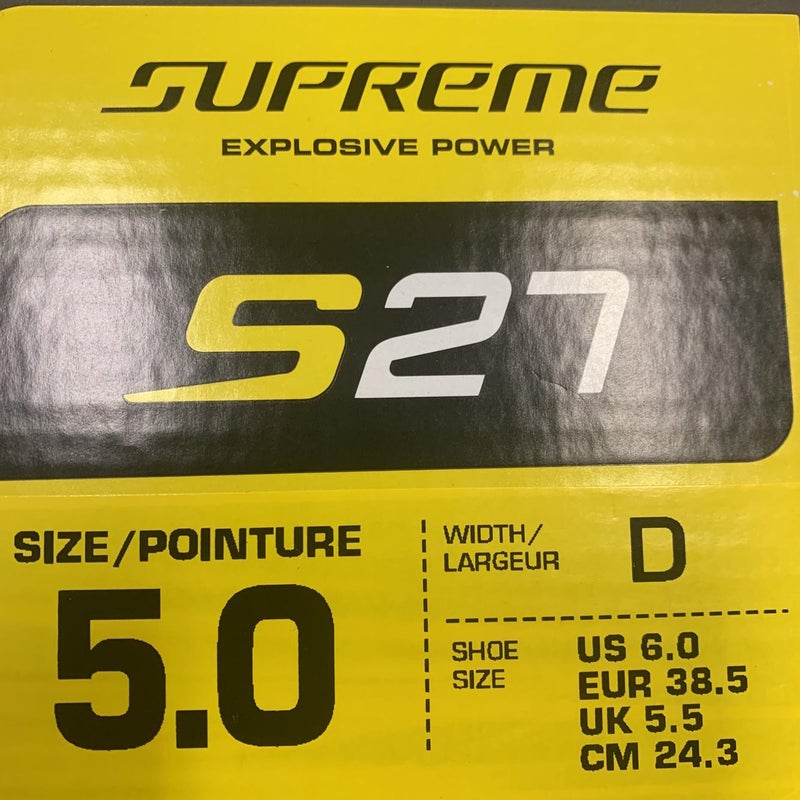 SUPREME
EXPLOSIVE POWER
S27
SIZE/POINTURE
5.0
WIDTH/
LARGEUR
D
SHOE
SIZE
US 6.0
EUR 38.5
UK 5.5
CM 24.3